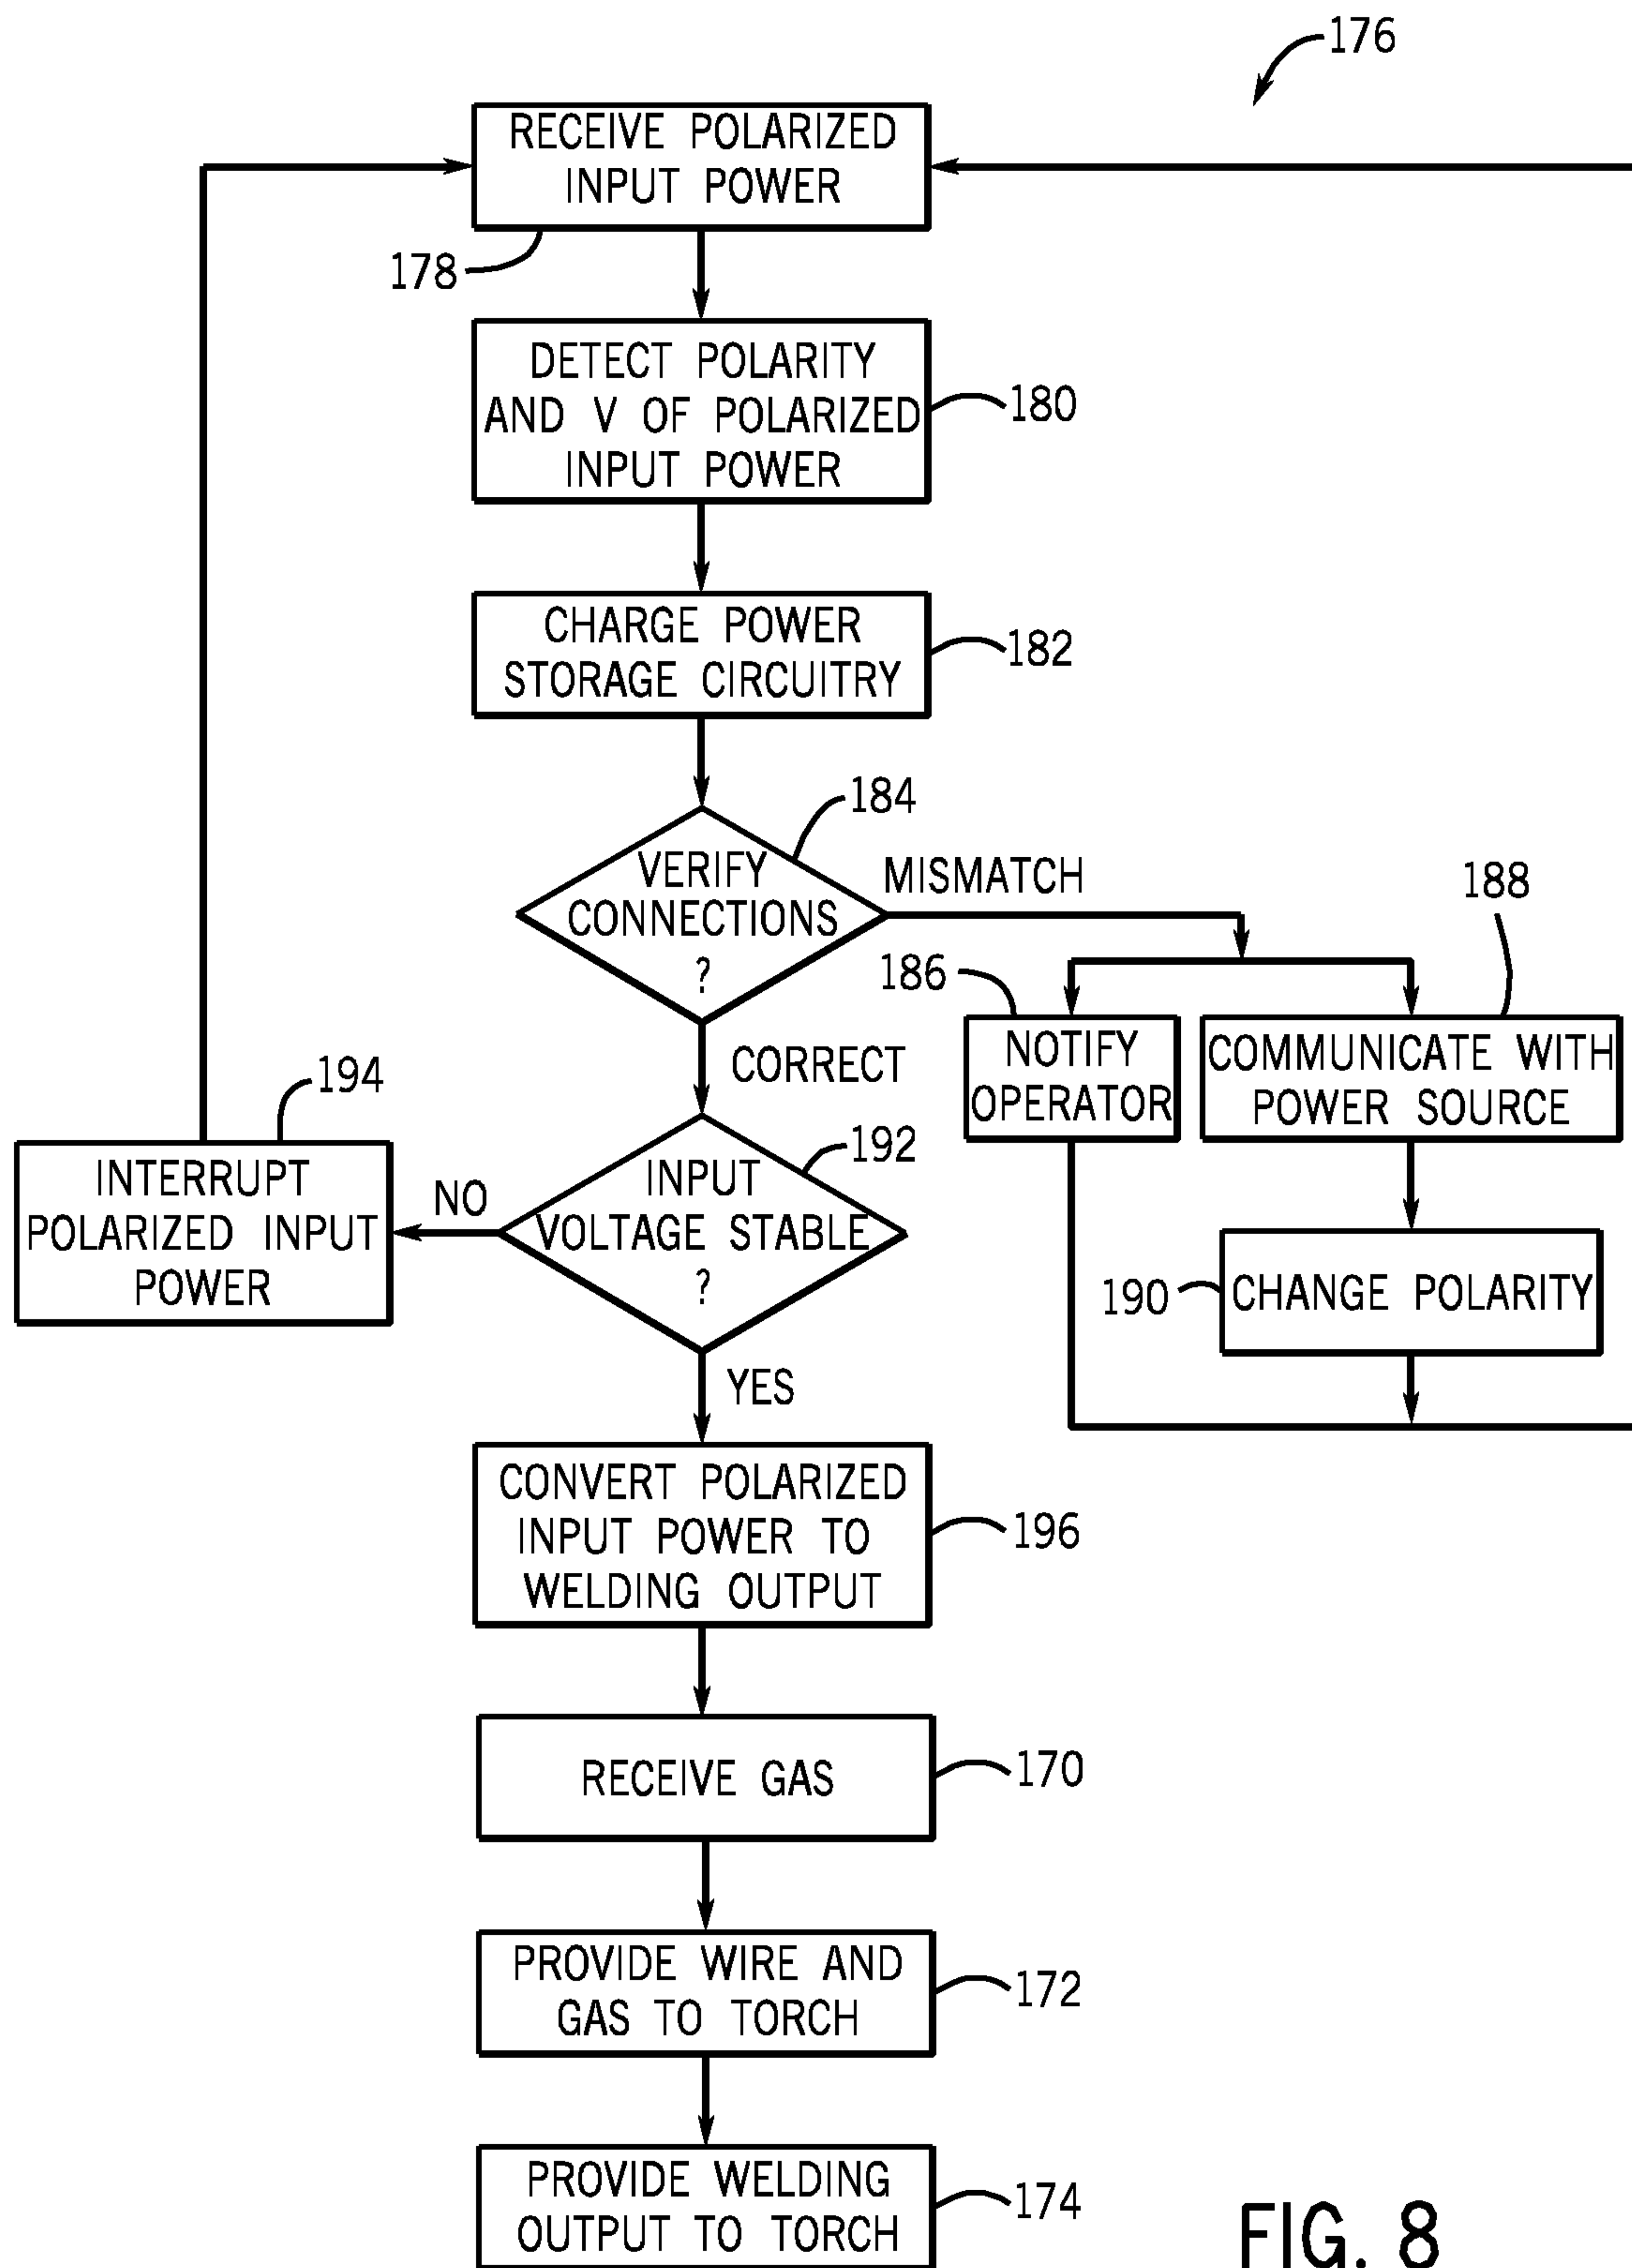 176
RECEIVE POLARIZED
INPUT POWER
178
DETECT POLARITY
AND V OF POLARIZED
INPUT POWER
180
CHARGE POWER
STORAGE CIRCUITRY
182
184
VERIFY
CONNECTIONS
?
MISMATCH
188
186
NOTIFY
OPERATOR
COMMUNICATE WITH
POWER SOURCE
CORRECT
194
INTERRUPT
POLARIZED INPUT
POWER
NO
192
INPUT
VOLTAGE STABLE
?
190
CHANGE POLARITY
YES
CONVERT POLARIZED
INPUT POWER TO
WELDING OUTPUT
196
RECEIVE GAS
170
PROVIDE WIRE AND
GAS TO TORCH
172
PROVIDE WELDING
OUTPUT TO TORCH
174
FIG. 8